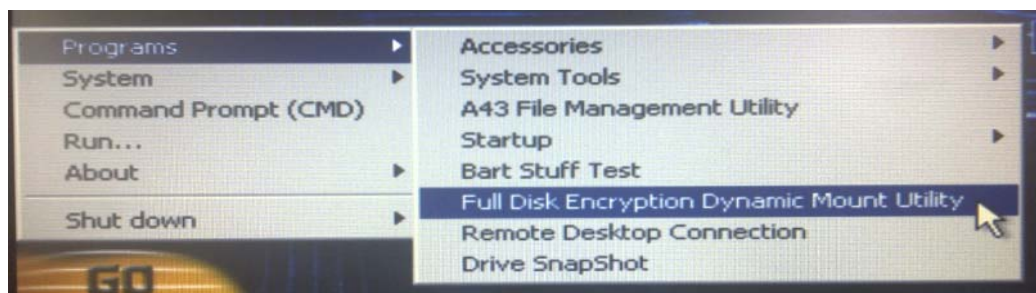 Programs
System
Command Prompt (CMD)
Run...
About
Shut down
GO
Accessories
System Tools
A43 File Management Utility
Startup
Bart Stuff Test
Full Disk Encryption Dynamic Mount Utility
Remote Desktop Connection
Drive SnapShot